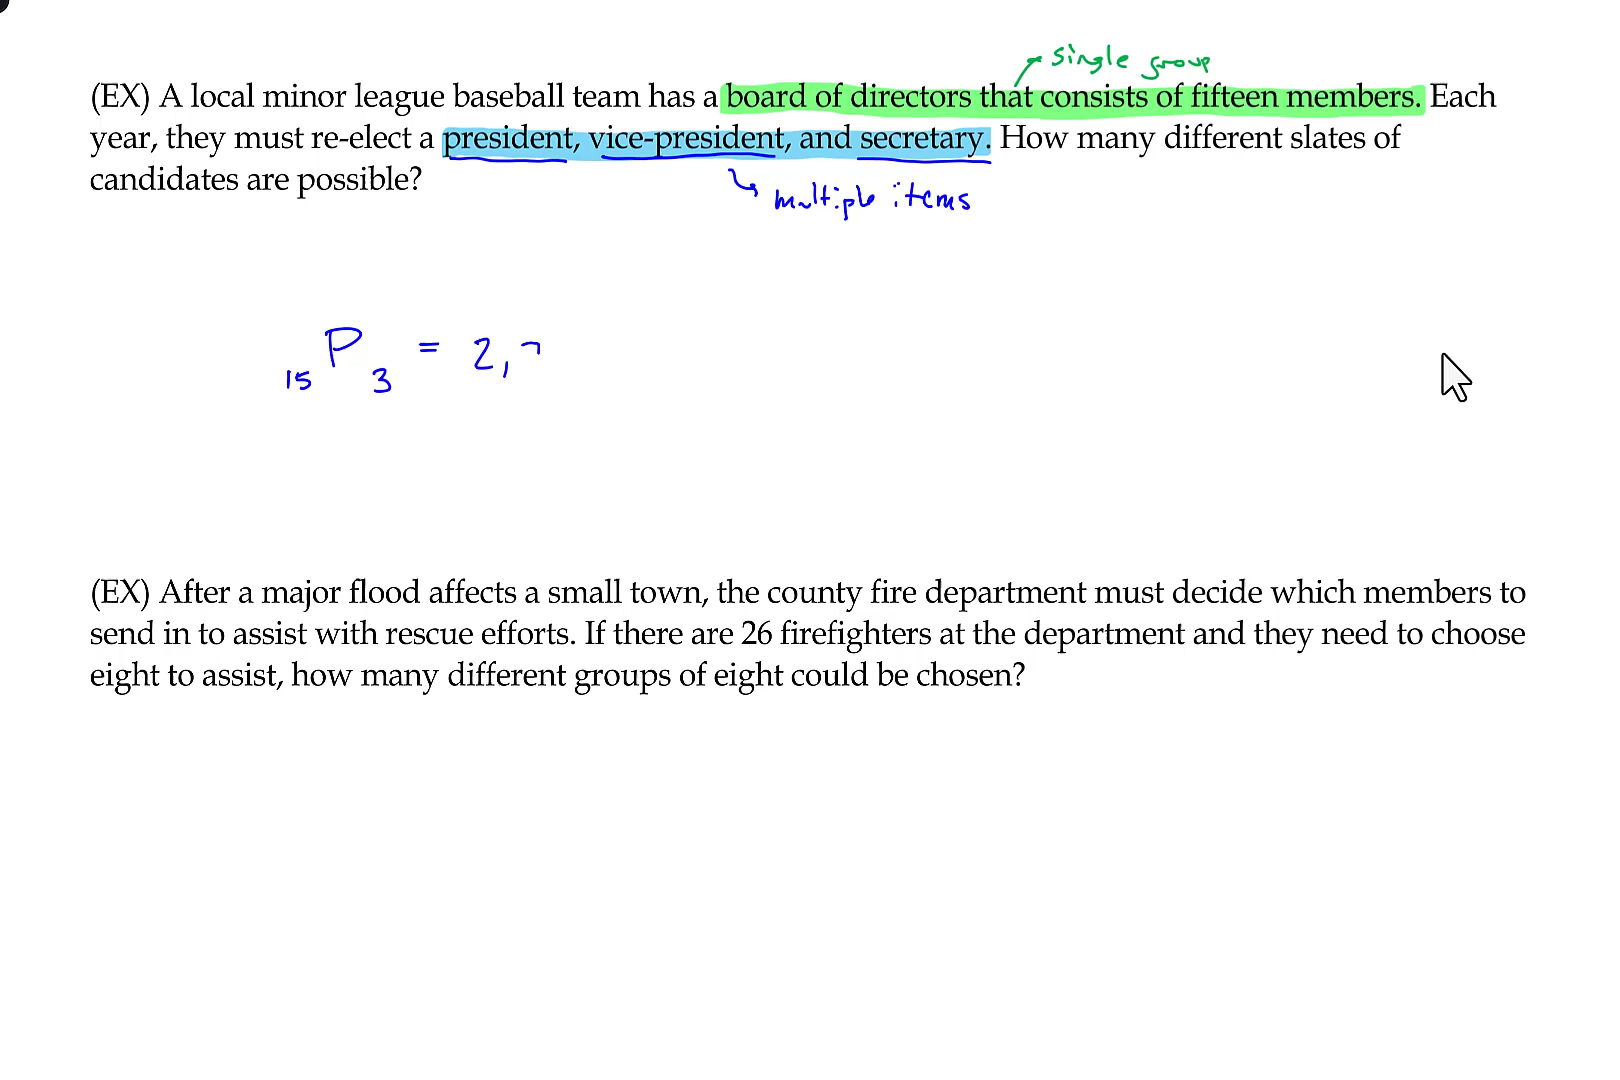 single group
(EX) A local minor league baseball team has a board of directors that consists of fifteen members. Each
year, they must re-elect a president, vice-president, and secretary. How many different slates of
candidates are possible?
multiple items
15 P 3 = 2,
(EX) After a major flood affects a small town, the county fire department must decide which members to
send in to assist with rescue efforts. If there are 26 firefighters at the department and they need to choose
eight to assist, how many different groups of eight could be chosen?